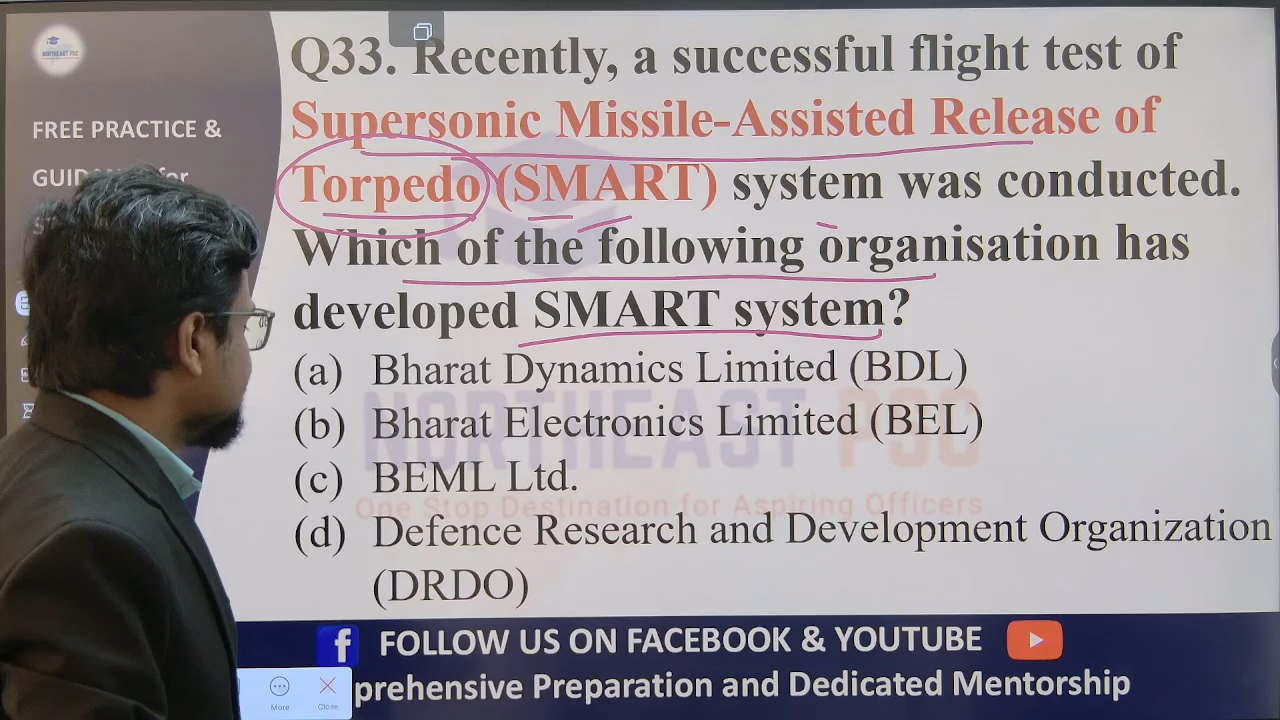 NORTHEAST PSC
FREE PRACTICE &
Q33. Recently, a successful flight test of
Supersonic Missile-Assisted Release of
Torpedo (SMART) system was conducted.
Which of the following organisation has
developed SMART system?
(a) Bharat Dynamics Limited (BDL)
(b) Bharat Electronics Limited (BEL)
(c) BEML Ltd.
(d) Defence Research and Development Organization
(DRDO)
NORTHEAST PSC
One Stop Destination for Aspiring Officers
f FOLLOW US ON FACEBOOK & YOUTUBE
prehensive Preparation and Dedicated Mentorship
More Close